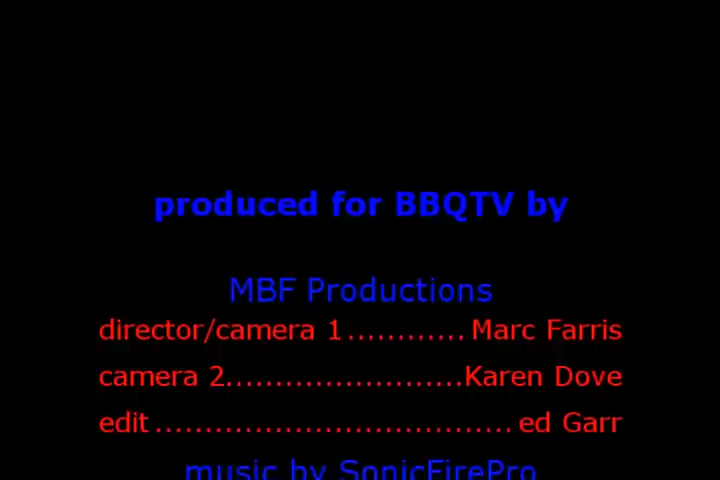 produced for BBQTV by
MBF Productions
director/camera 1............Marc Farris
camera 2........................Karen Dove
edit....................................ed Garr
music by SonicFirePro